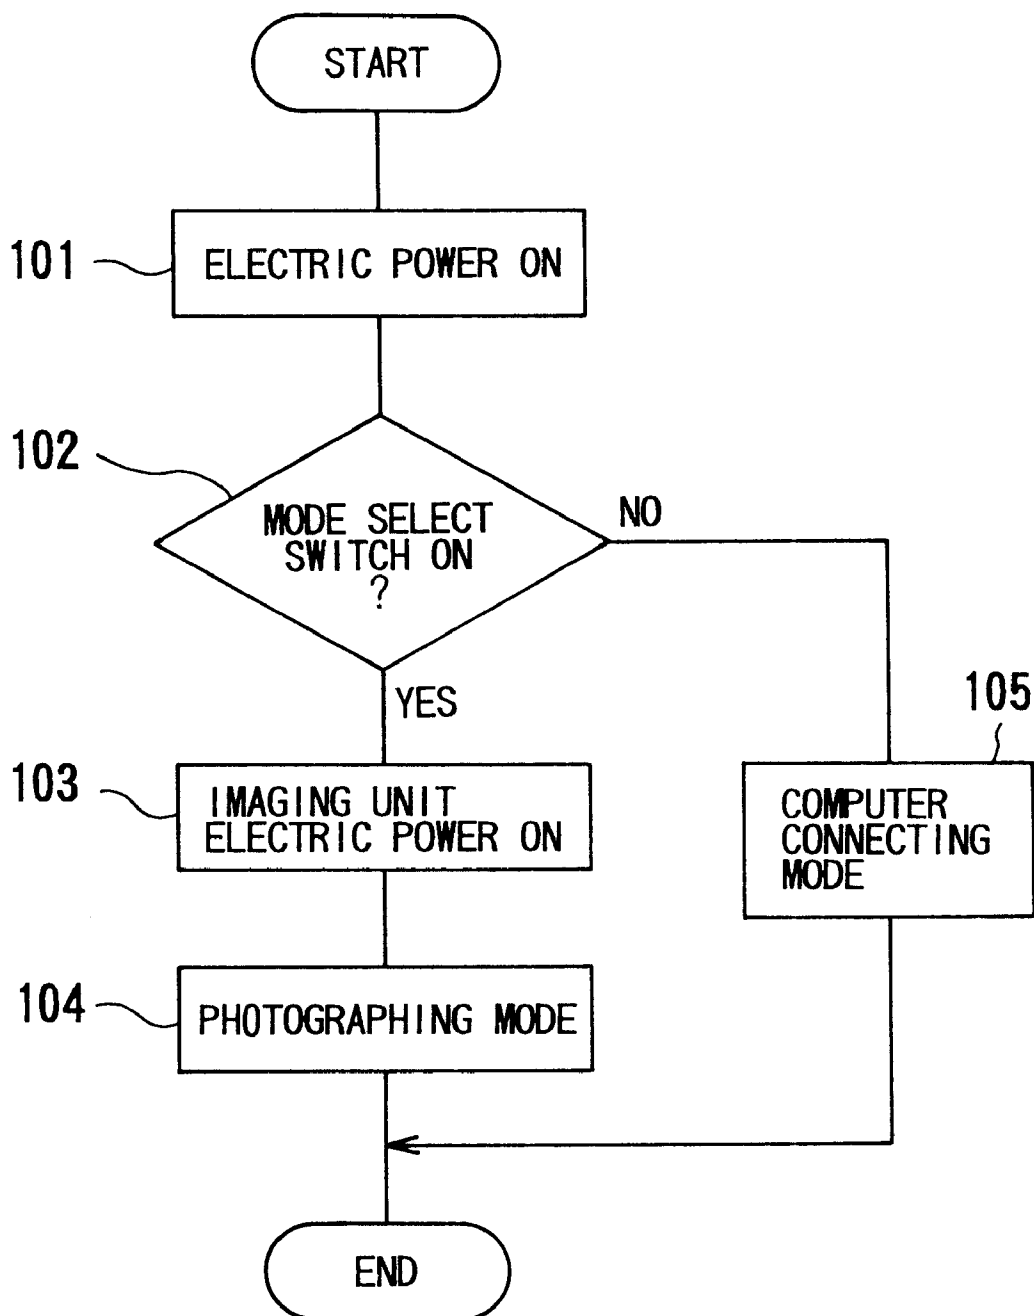 START
101
ELECTRIC POWER ON
102
MODE SELECT
SWITCH ON
?
NO
YES
103
IMAGING UNIT
ELECTRIC POWER ON
105
COMPUTER
CONNECTING
MODE
104
PHOTOGRAPHING MODE
END